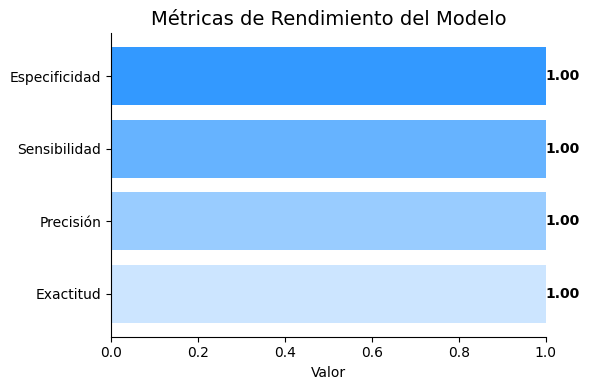 Métricas de Rendimiento del Modelo
Especificidad
1.00
Sensibilidad
1.00
Precisión
1.00
Exactitud
1.00
0.0 0.2 0.4 0.6 0.8 1.0
Valor